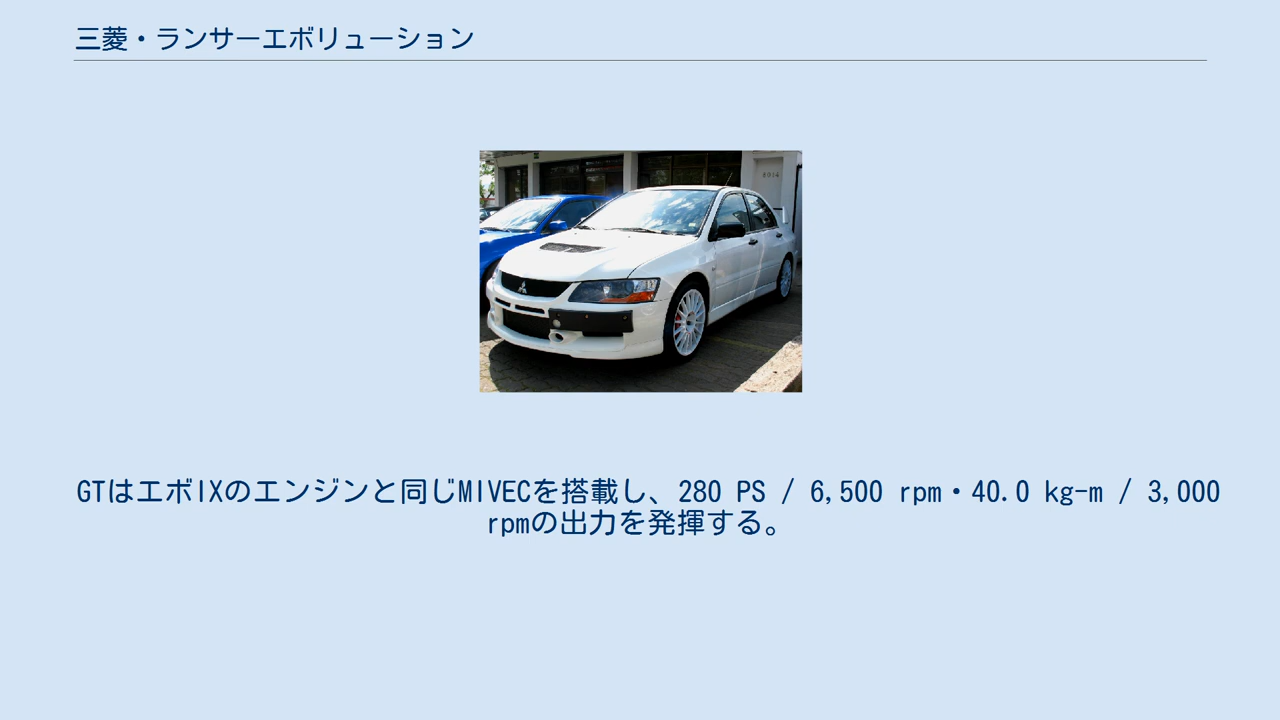 三菱・ランサーエボリューション
GTはエボIXのエンジンと同じMIVECを搭載し、280 PS / 6,500 rpm・40.0 kg-m / 3,000
rpmの出力を発揮する。